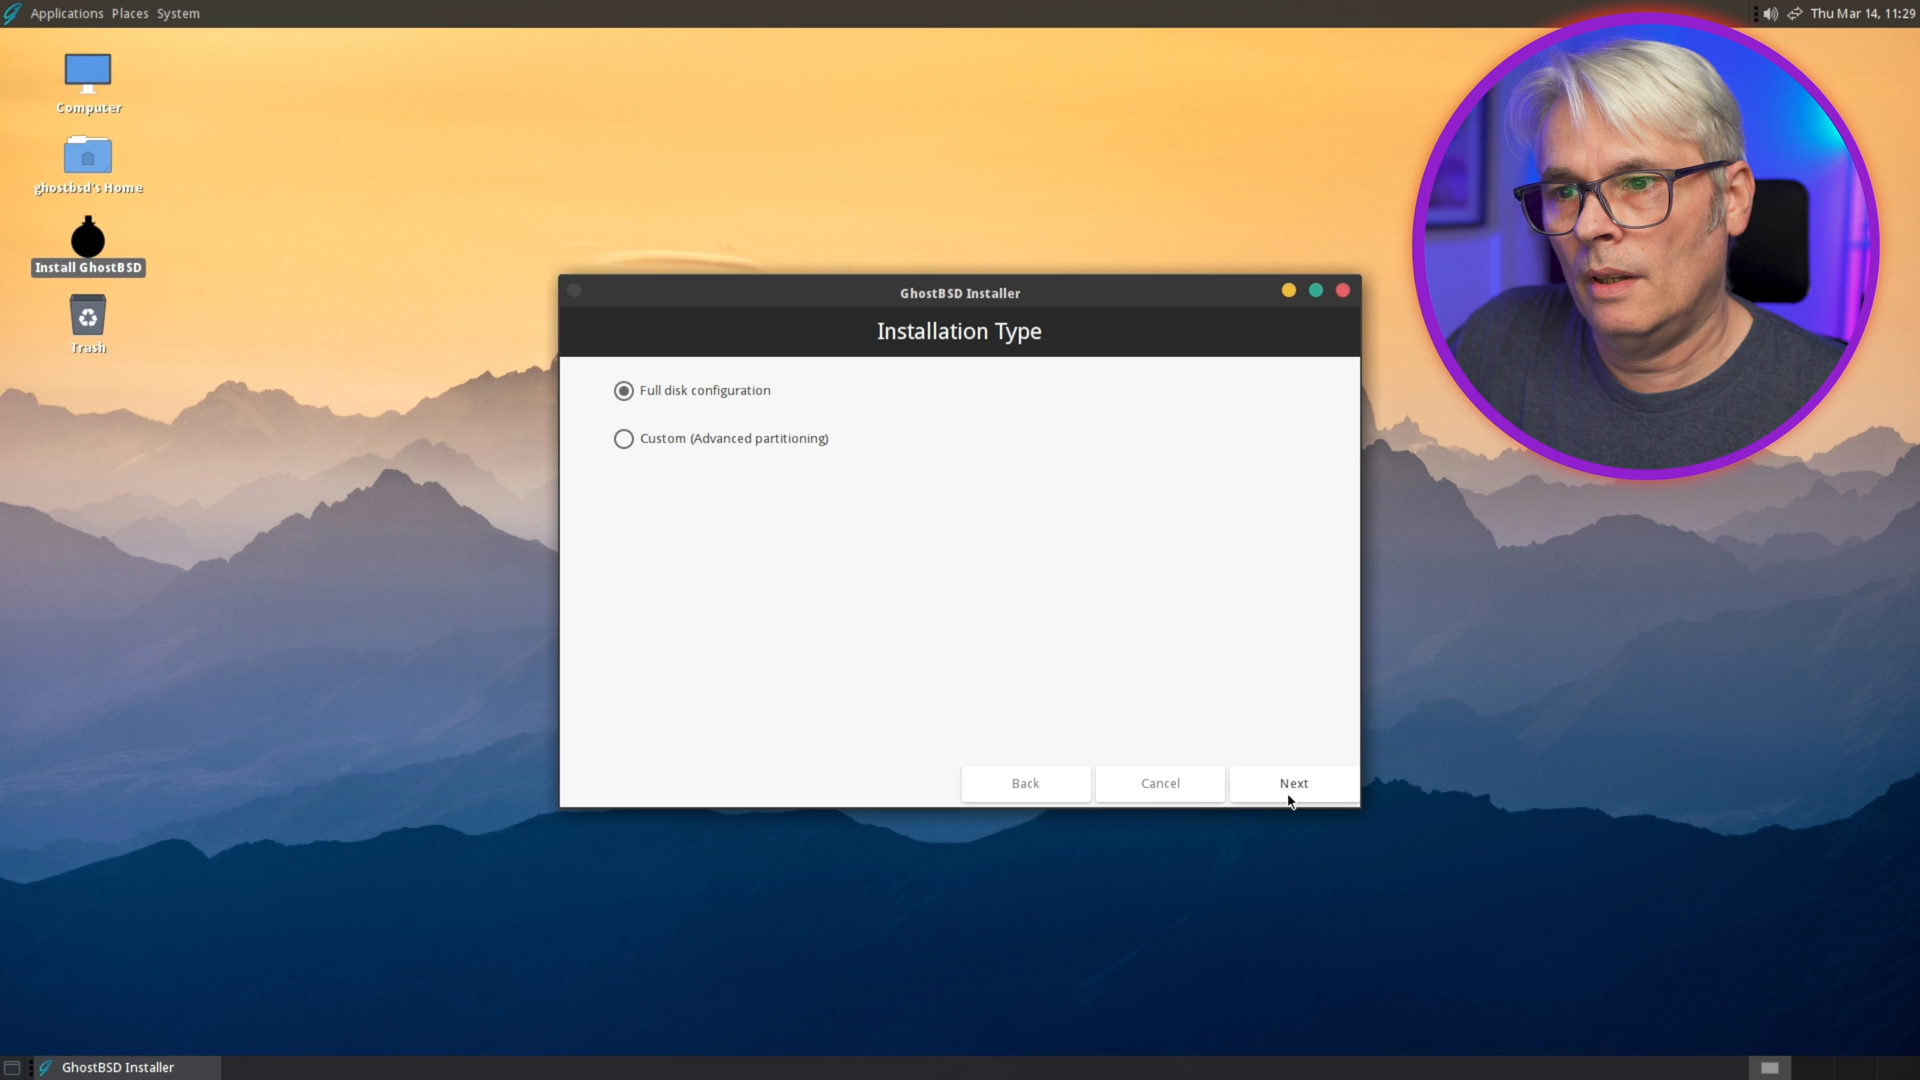 Applications Places System
Thu Mar 14, 11:29
Computer
ghostbsd's Home
Install GhostBSD
Trash
GhostBSD Installer
Installation Type
Full disk configuration
Custom (Advanced partitioning)
Back
Cancel
Next
GhostBSD Installer